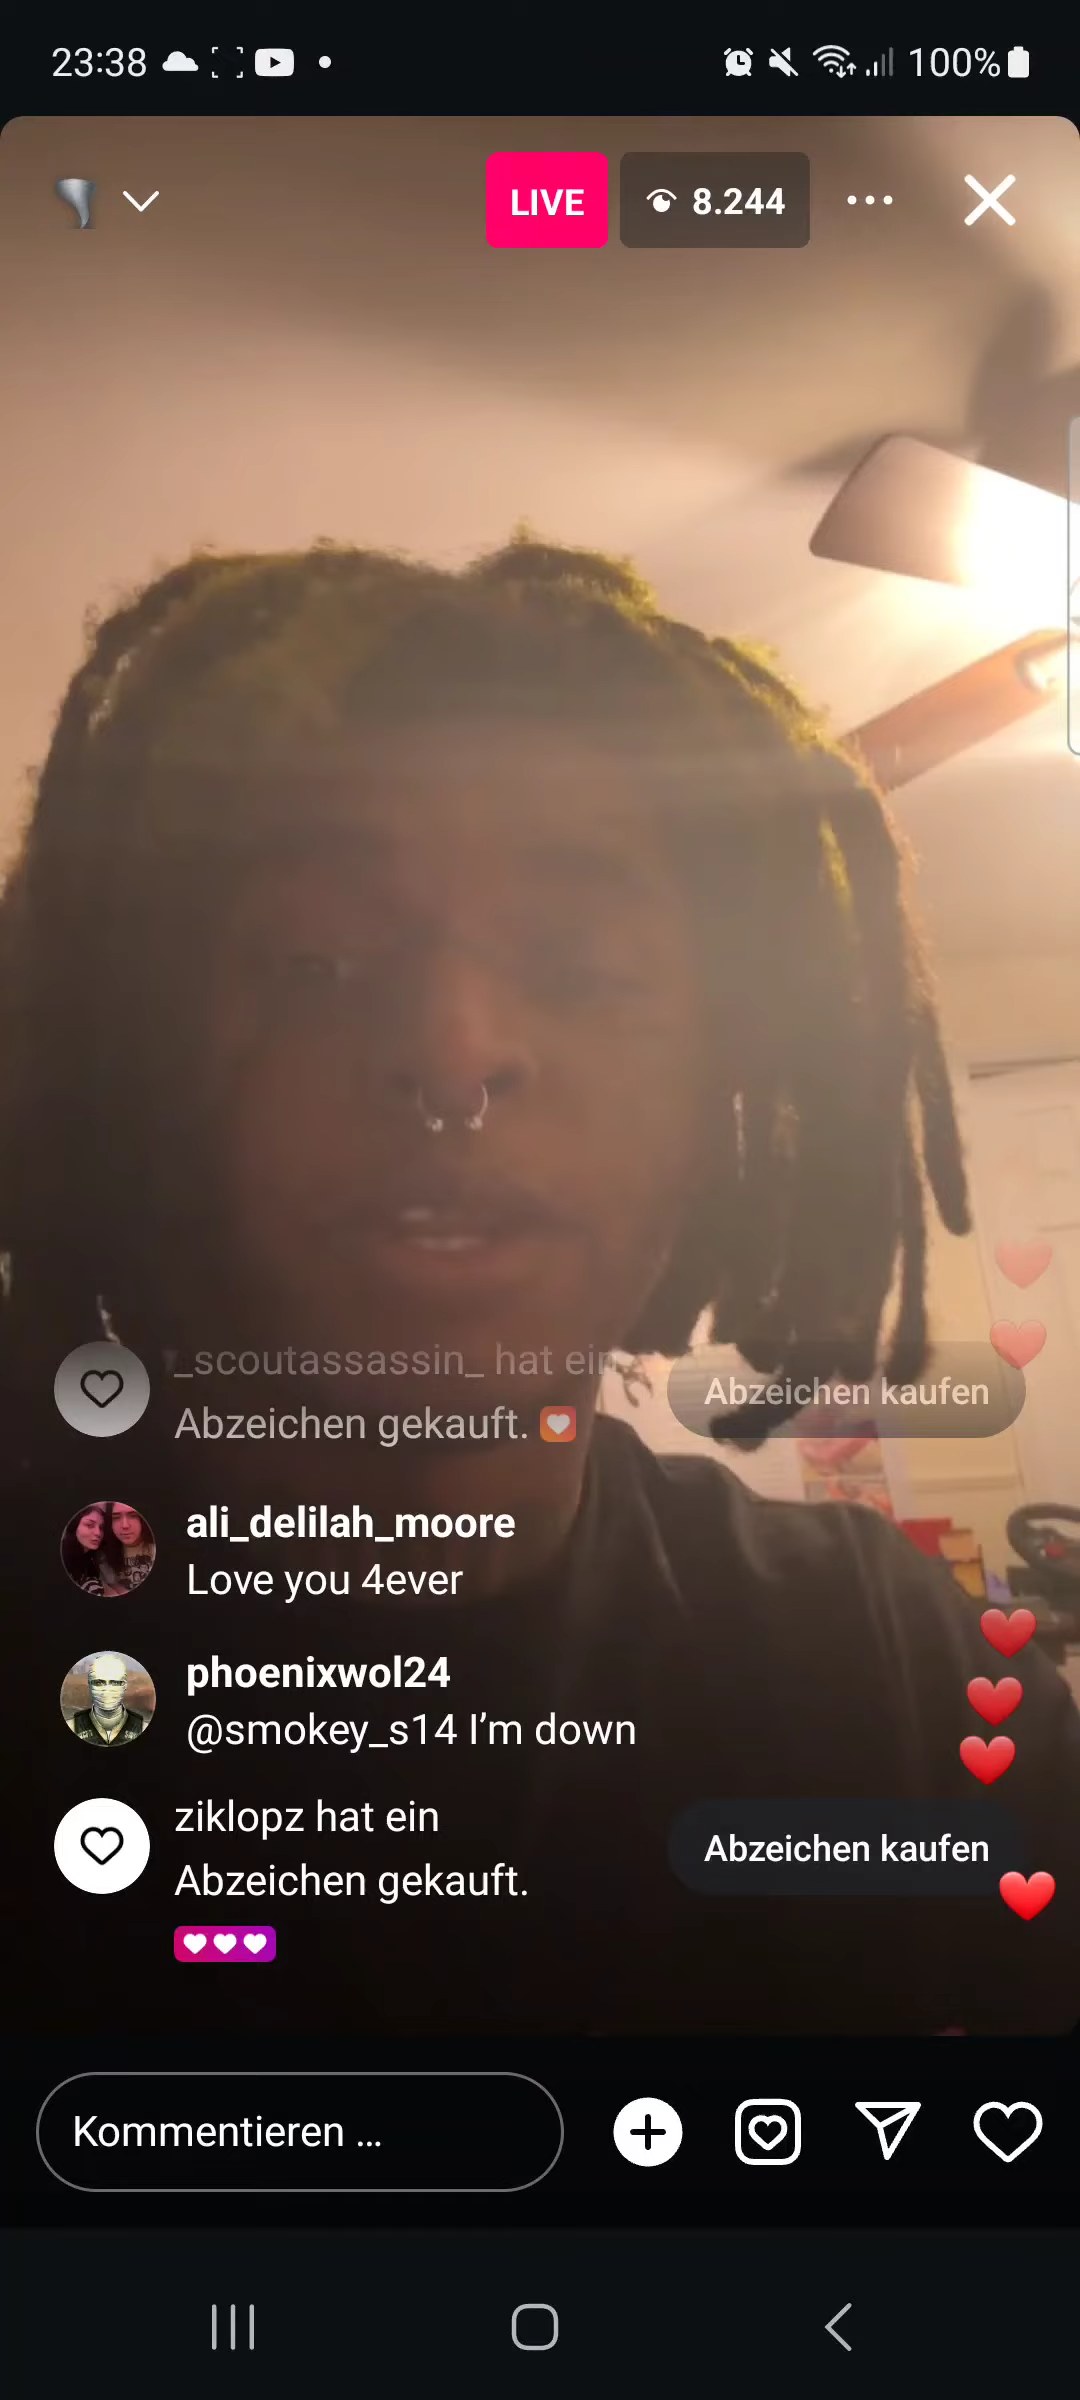 23:38
100%
LIVE
8.244
_scoutassassin_ hat ein
Abzeichen gekauft.
Abzeichen kaufen
ali_delilah_moore
Love you 4ever
phoenixwol24
@smokey_s14 I’m down
ziklopz hat ein
Abzeichen gekauft.
Abzeichen kaufen
Kommentieren ...